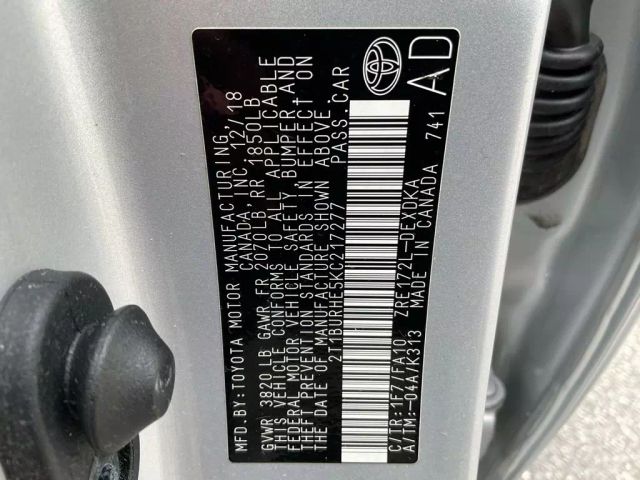 MFD. BY: TOYOTA MOTOR MANUFACTURING,
CANADA, INC. 12/18
GVWR 3820 LB GAWR FR 2070LB, RR 1850LB
THIS VEHICLE CONFORMS TO ALL APPLICABLE
FEDERAL MOTOR VEHICLE SAFETY, BUMPER, AND
THEFT PREVENTION STANDARDS IN EFFECT ON
THE DATE OF MANUFACTURE SHOWN ABOVE.
2T1BURHE5KC217277 PASS. CAR
C/TR: 1F7/FA10 ZRE172L-DEXDKA
A/TM: -04A/K313 MADE IN CANADA 741
AD